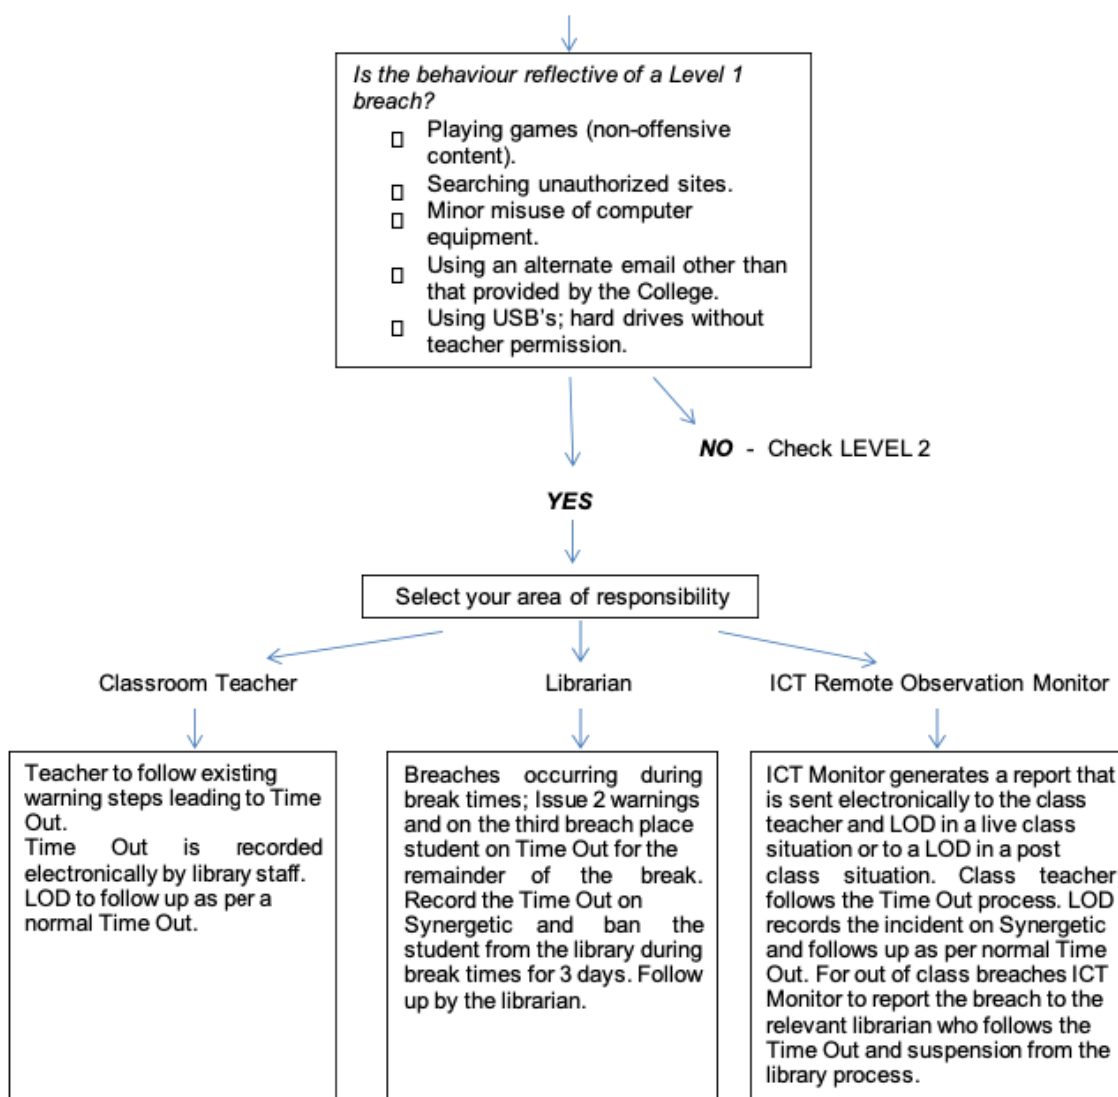 Is the behaviour reflective of a Level 1
breach?
Playing games (non-offensive
content).
Searching unauthorized sites.
Minor misuse of computer
equipment.
Using an alternate email other than
that provided by the College.
Using USB's; hard drives without
teacher permission.
NO - Check LEVEL 2
YES
Select your area of responsibility
Classroom Teacher
Teacher to follow existing
warning steps leading to Time
Out.
Time Out is recorded
electronically by library staff.
LOD to follow up as per a
normal Time Out.
Librarian
Breaches occurring during
break times; Issue 2 warnings
and on the third breach place
student on Time Out for the
remainder of the break.
Record the Time Out on
Synergetic and ban the
student from the library during
break times for 3 days. Follow
up by the librarian.
ICT Remote Observation Monitor
ICT Monitor generates a report that
is sent electronically to the class
teacher and LOD in a live class
situation or to a LOD in a post
class situation. Class teacher
follows the Time Out process. LOD
records the incident on Synergetic
and follows up as per normal Time
Out. For out of class breaches ICT
Monitor to report the breach to the
relevant librarian who follows the
Time Out and suspension from the
library process.